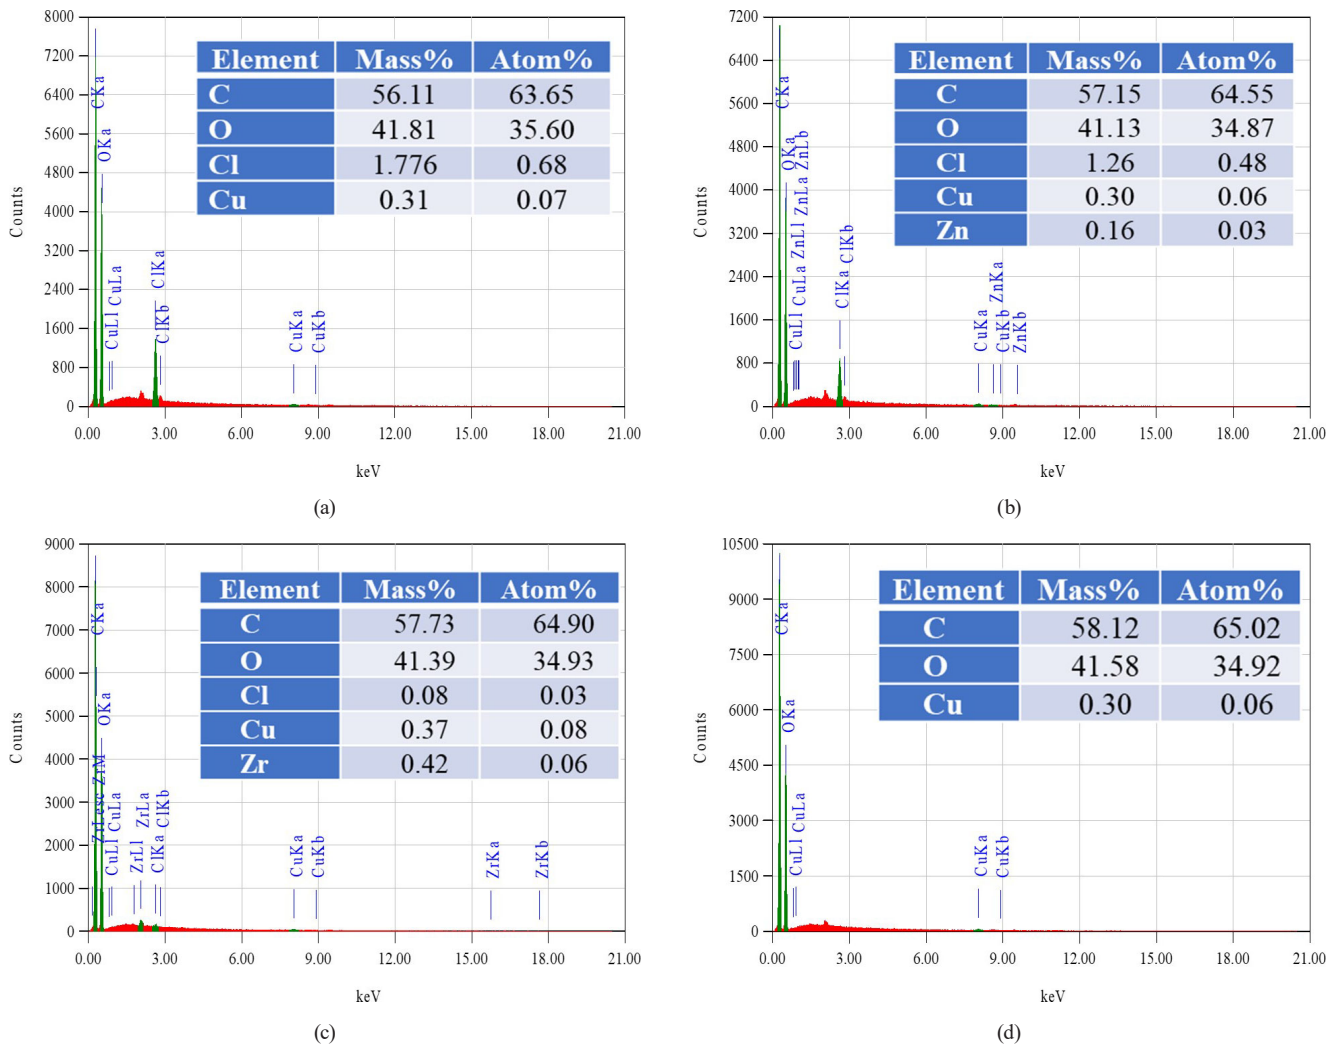 8000
7200
6400
5600
4800
4000
3200
2400
1600
800
0
Counts
CKa
OKa
CuLl CuLa
ClKa
ClKb
CuKa
CuKb
Element Mass% Atom%
C 56.11 63.65
O 41.81 35.60
Cl 1.776 0.68
Cu 0.31 0.07
0.00 3.00 6.00 9.00 12.00 15.00 18.00 21.00
keV
(a)
7200
6400
5600
4800
4000
3200
2400
1600
800
0
Counts
CKa
OKa
CuLl CuLa ZnLl ZnLa ZnLb
ClKa ClKb
CuKa
CuKb ZnKa
ZnKb
Element Mass% Atom%
C 57.15 64.55
O 41.13 34.87
Cl 1.26 0.48
Cu 0.30 0.06
Zn 0.16 0.03
0.00 3.00 6.00 9.00 12.00 15.00 18.00 21.00
keV
(b)
9000
8000
7000
6000
5000
4000
3000
2000
1000
0
Counts
CKa
OKa
ZrLesc ZrM
CuLl CuLa
ZrLl ZrLa
ClKa ClKb
CuKa
CuKb
ZrKa
ZrKb
Element Mass% Atom%
C 57.73 64.90
O 41.39 34.93
Cl 0.08 0.03
Cu 0.37 0.08
Zr 0.42 0.06
0.00 3.00 6.00 9.00 12.00 15.00 18.00 21.00
keV
(c)
10500
9000
7500
6000
4500
3000
1500
0
Counts
CKa
OKa
CuLl CuLa
CuKa
CuKb
Element Mass% Atom%
C 58.12 65.02
O 41.58 34.92
Cu 0.30 0.06
0.00 3.00 6.00 9.00 12.00 15.00 18.00 21.00
keV
(d)